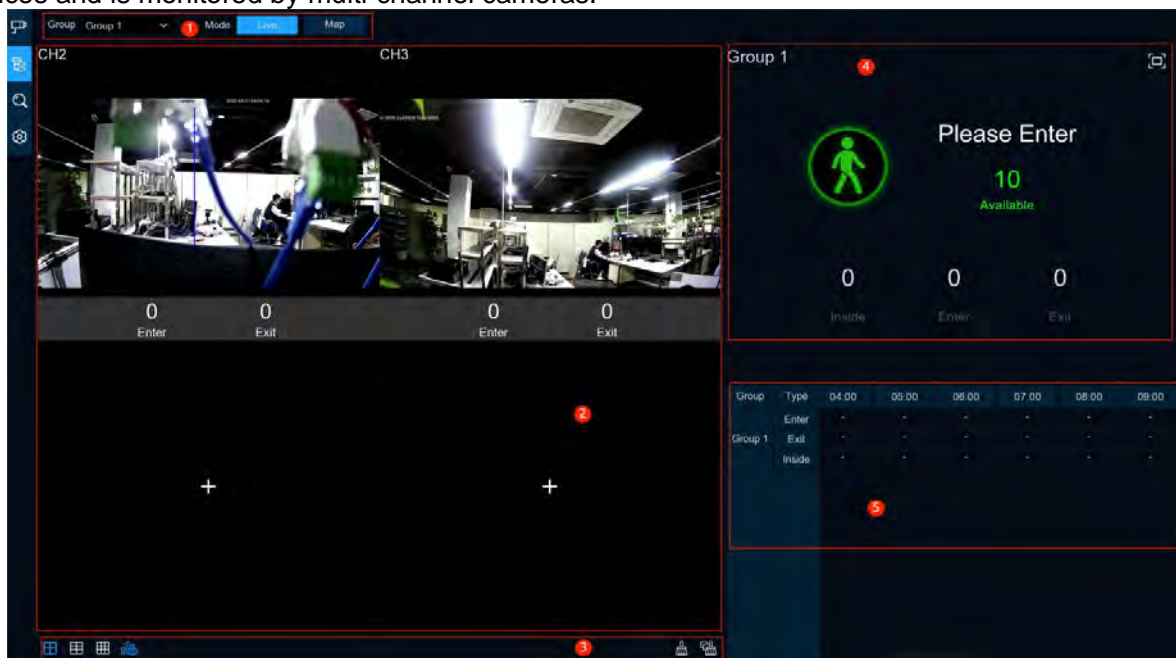 cess and is monitored by multi-channel cameras.
Group Group 1 1 Mode Live Map
CH2 CH3
Group 1 4
Please Enter
10
Available
0 0 0
Inside Enter Exit
0 0 0 0
Enter Exit Enter Exit
2
Group Type 04:00 05:00 06:00 07:00 08:00 09:00
Enter - - - - - -
Group 1 Exit - - - - - -
Inside - - - - - -
+ +
5
3